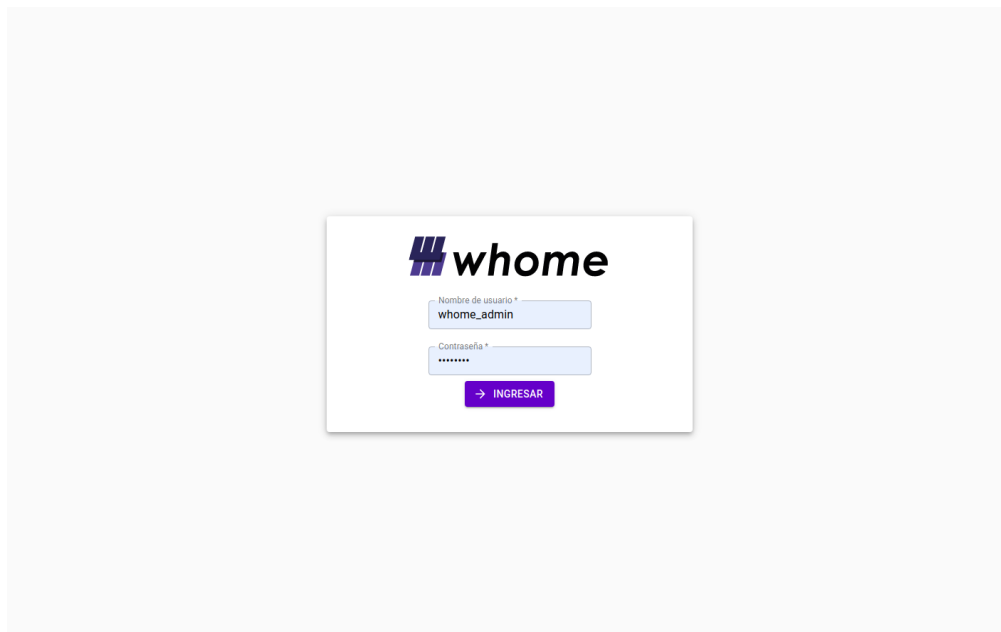 whome
Nombre de usuario *
whome_admin
Contraseña *
••••••••
INGRESAR